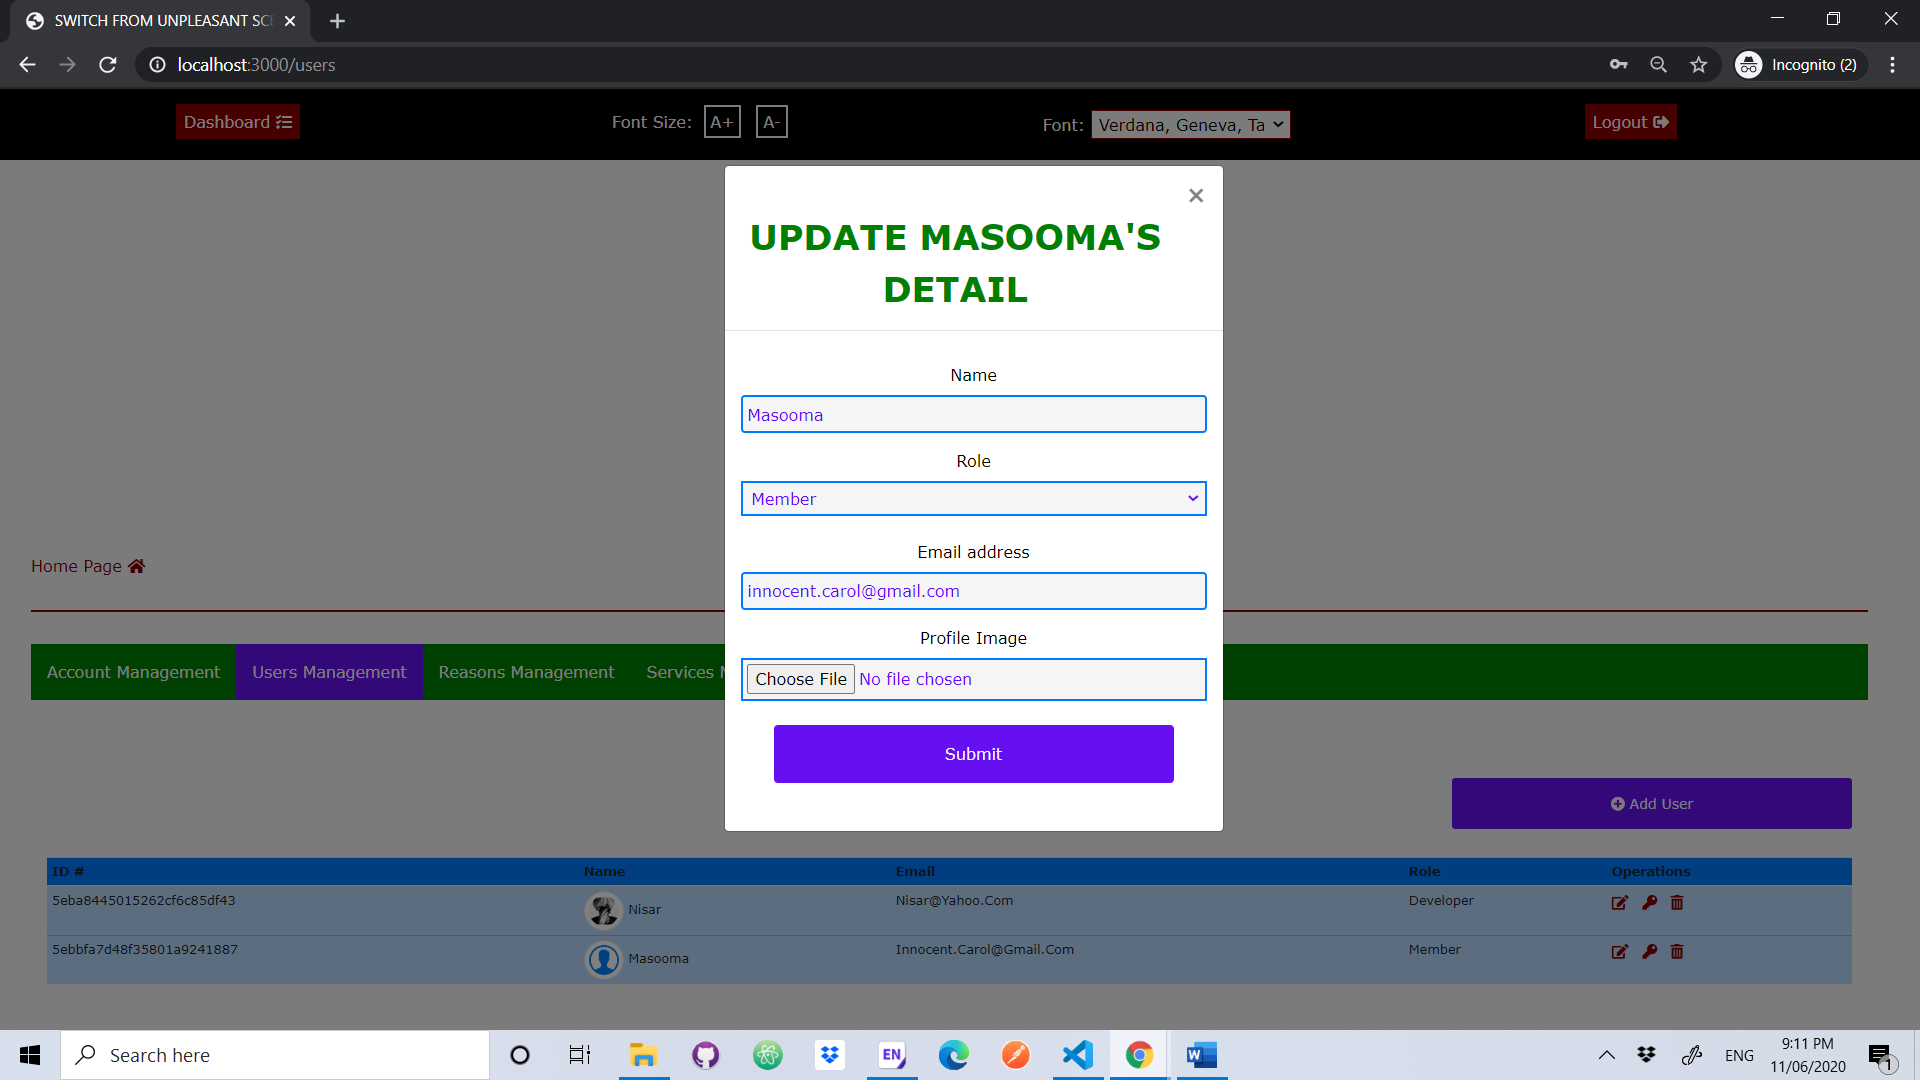 SWITCH FROM UNPLEASANT SCE
localhost:3000/users
Incognito (2)
Dashboard
Font Size: A+ A-
Font: Verdana, Geneva, Ta
Logout
UPDATE MASOOMA'S
DETAIL
Name
Masooma
Role
Member
Email address
innocent.carol@gmail.com
Profile Image
Choose File No file chosen
Submit
Home Page
Account Management Users Management Reasons Management Services M
Add User
ID # Name Email Role Operations
5eba8445015262cf6c85df43 Nisar Nisar@Yahoo.Com Developer
5ebbfa7d48f35801a9241887 Masooma Innocent.Carol@Gmail.Com Member
Search here
EN
ENG
9:11 PM
11/06/2020
1